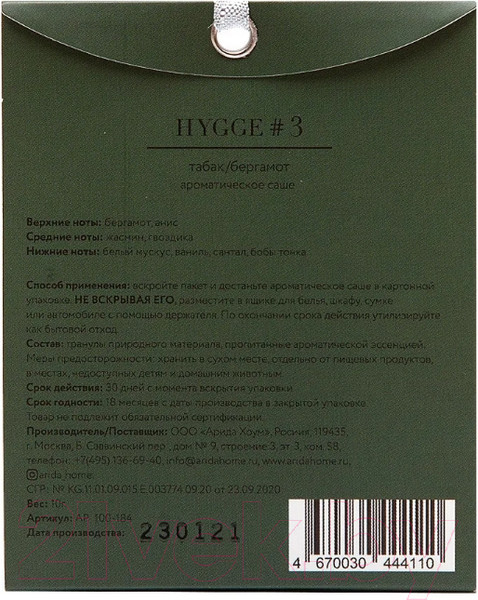 HYGGE # 3
табак/бергамот
ароматическое саше
Верхние ноты: бергамот, анис
Средние ноты: жасмин, гвоздика
Нижние ноты: белый мускус, ваниль, сантал, бобы тонка
Способ применения: вскройте пакет и достаньте ароматическое саше в картонной
упаковке. НЕ ВСКРЫВАЯ ЕГО, разместите в ящике для белья, шкафу, сумке
или автомобиле с помощью держателя. По окончании срока действия утилизируйте
как бытовой отход.
Состав: гранулы природного материала, пропитанные ароматической эссенцией.
Меры предосторожности: хранить в сухом месте, отдельно от пищевых продуктов,
в местах, недоступных детям и домашним животным.
Срок действия: 30 дней с момента вскрытия упаковки.
Срок годности: 18 месяцев с даты производства в закрытой упаковке.
Товар не подлежит обязательной сертификации.
Производитель/Поставщик: ООО «Арида Хоум», Россия, 119435,
г. Москва, Б. Саввинский пер., дом № 9, строение 3, эт. 3, ком. 58,
телефон: +7(495) 136-69-40, info@aridahome.ru, www.aridahome.ru
arida_home.
СГР: № KG.11.01.09.015.E.003774.09.20 от 23.09.2020
Вес: 10г
Артикул: АР-100-184
Дата производства: 230121
4 670030 444110